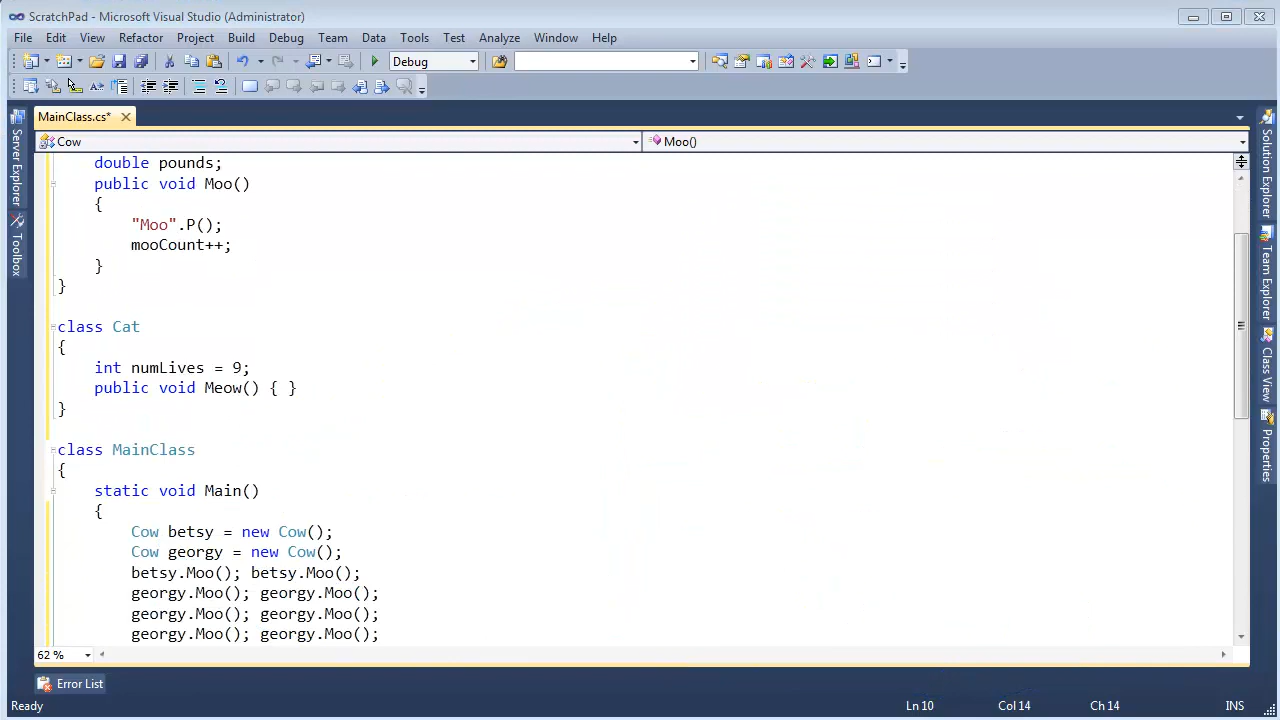 ScratchPad - Microsoft Visual Studio (Administrator)
File Edit View Refactor Project Build Debug Team Data Tools Test Analyze Window Help
Debug
MainClass.cs*
Cow Moo()
double pounds;
public void Moo()
{
"Moo".P();
mooCount++;
}
}
class Cat
{
int numLives = 9;
public void Meow() { }
}
class MainClass
{
static void Main()
{
Cow betsy = new Cow();
Cow georgy = new Cow();
betsy.Moo(); betsy.Moo();
georgy.Moo(); georgy.Moo();
georgy.Moo(); georgy.Moo();
georgy.Moo(); georgy.Moo();
62 %
Error List
Ready Ln 10 Col 14 Ch 14 INS
Server Explorer
Toolbox
Solution Explorer
Team Explorer
Class View
Properties